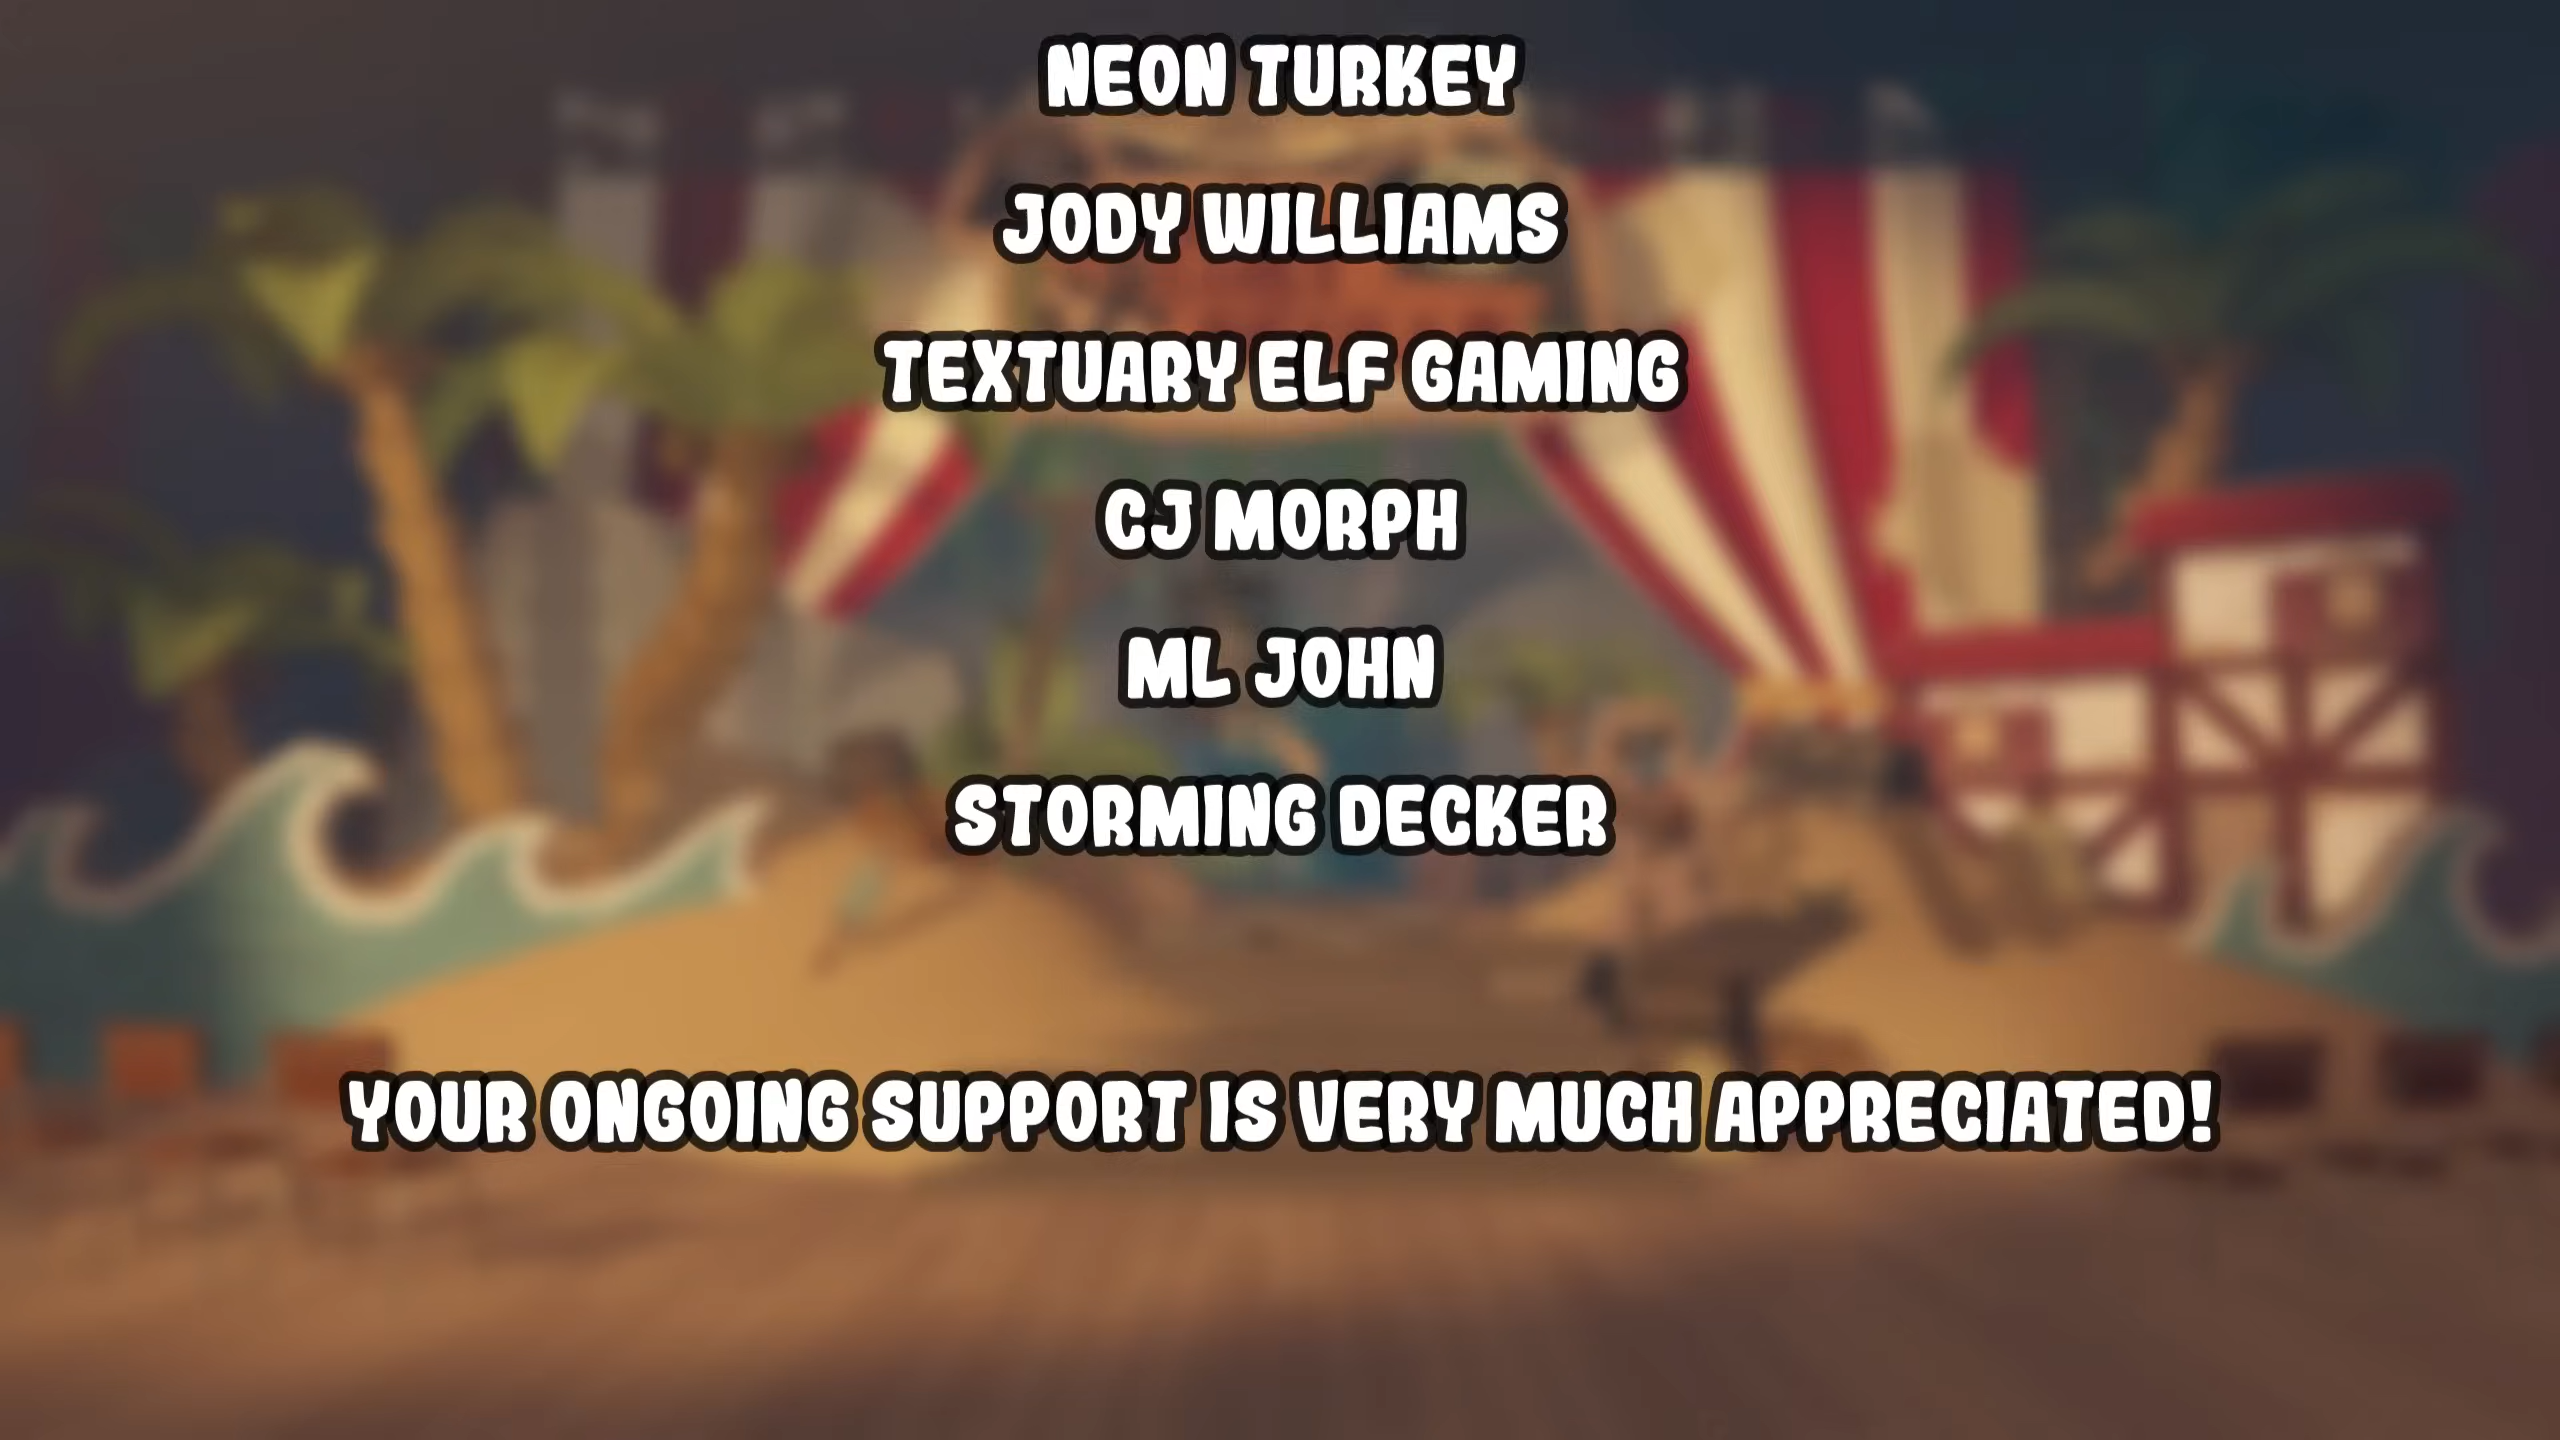 NEON TURKEY
JODY WILLIAMS
TEXTUARY ELF GAMING
CJ MORPH
ML JOHN
STORMING DECKER
YOUR ONGOING SUPPORT IS VERY MUCH APPRECIATED!